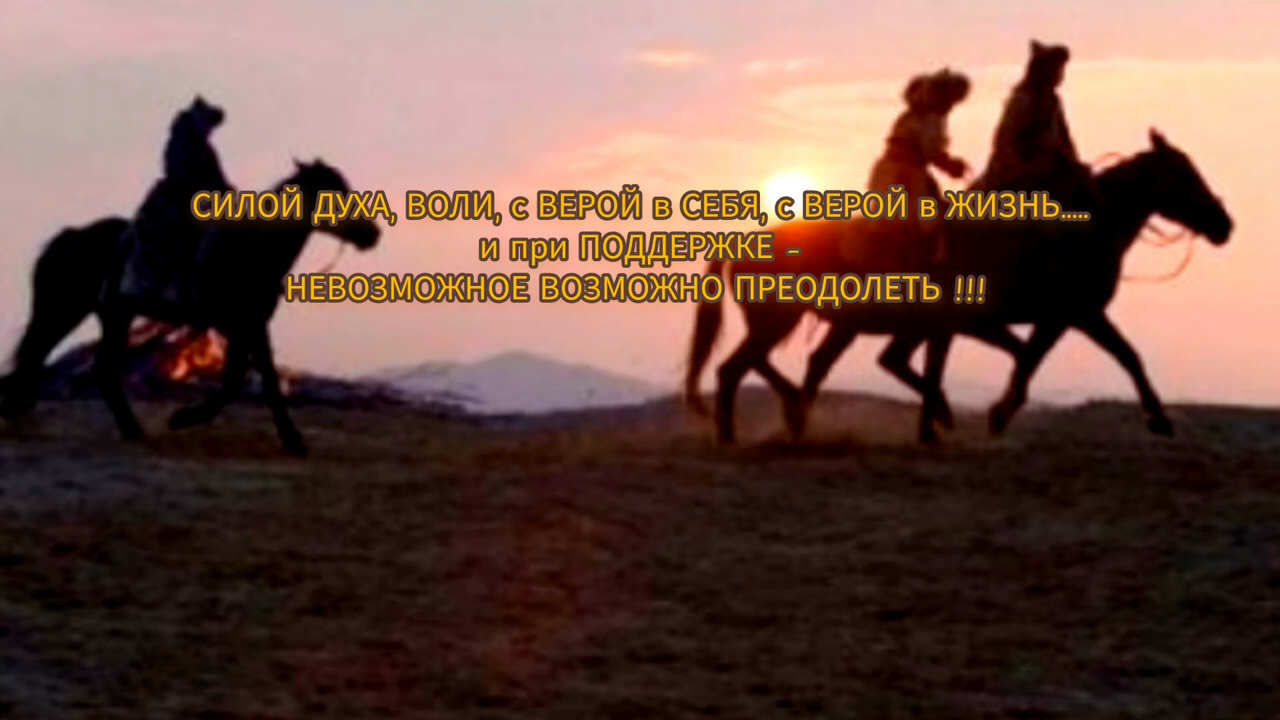 СИЛОЙ ДУХА, ВОЛИ, с ВЕРОЙ в СЕБЯ, с ВЕРОЙ в ЖИЗНЬ.....
и при ПОДДЕРЖКЕ -
НЕВОЗМОЖНОЕ ВОЗМОЖНО ПРЕОДОЛЕТЬ !!!